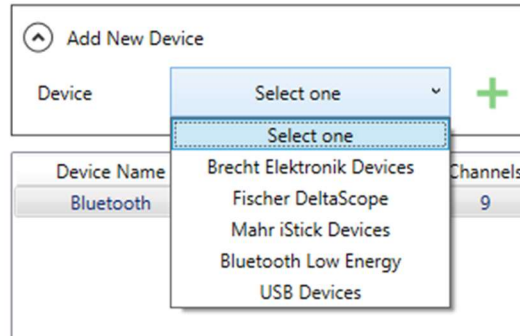 Add New Device
Device Select one
Select one
Brecht Elektronik Devices
Fischer DeltaScope
Mahr iStick Devices
Bluetooth Low Energy
USB Devices
Device Name Channels
Bluetooth 9